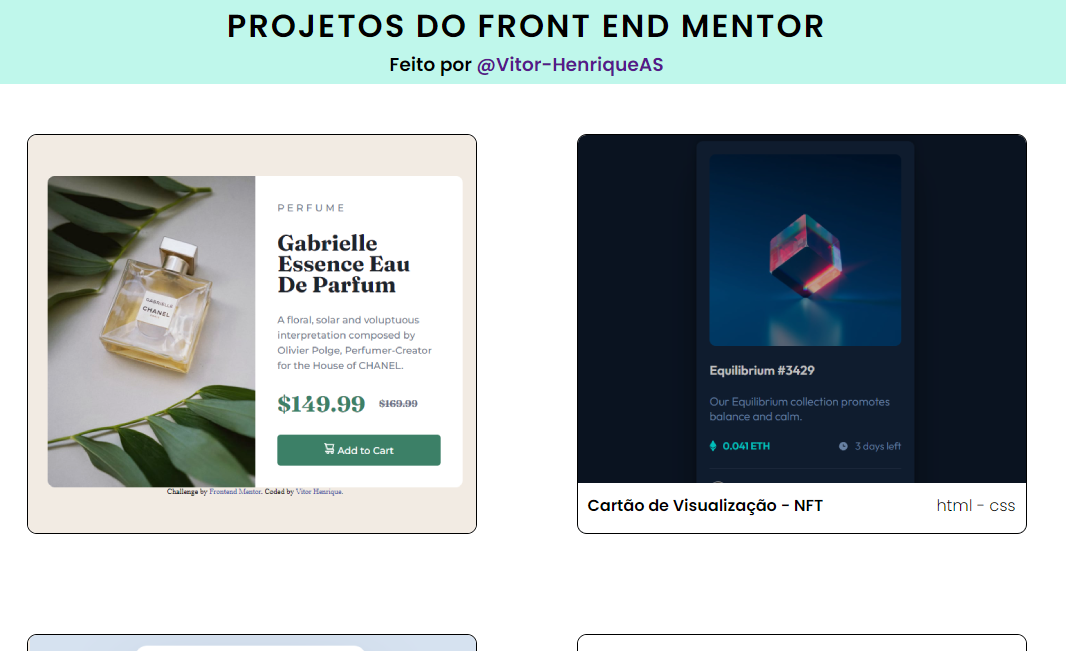 PROJETOS DO FRONT END MENTOR
Feito por @Vitor-HenriqueAS
PERFUME
Gabrielle
Essence Eau
De Parfum
A floral, solar and voluptuous
interpretation composed by
Olivier Polge, Perfumer-Creator
for the House of CHANEL.
$149.99 $169.99
Add to Cart
GABRIELLE
CHANEL
Challenge by Frontend Mentor. Coded by Vitor Henrique.
Equilibrium #3429
Our Equilibrium collection promotes
balance and calm.
0.041 ETH 3 days left
Cartão de Visualização - NFT html - css